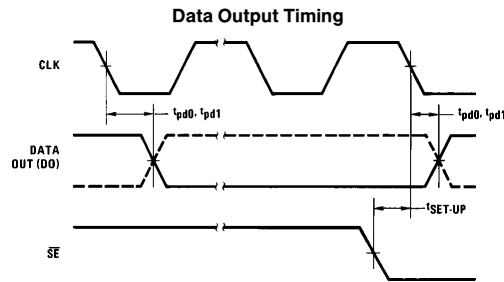 Data Output Timing
CLK
tpd0, tpd1
tpd0, tpd1
DATA
OUT (DO)
tSET-UP
SE